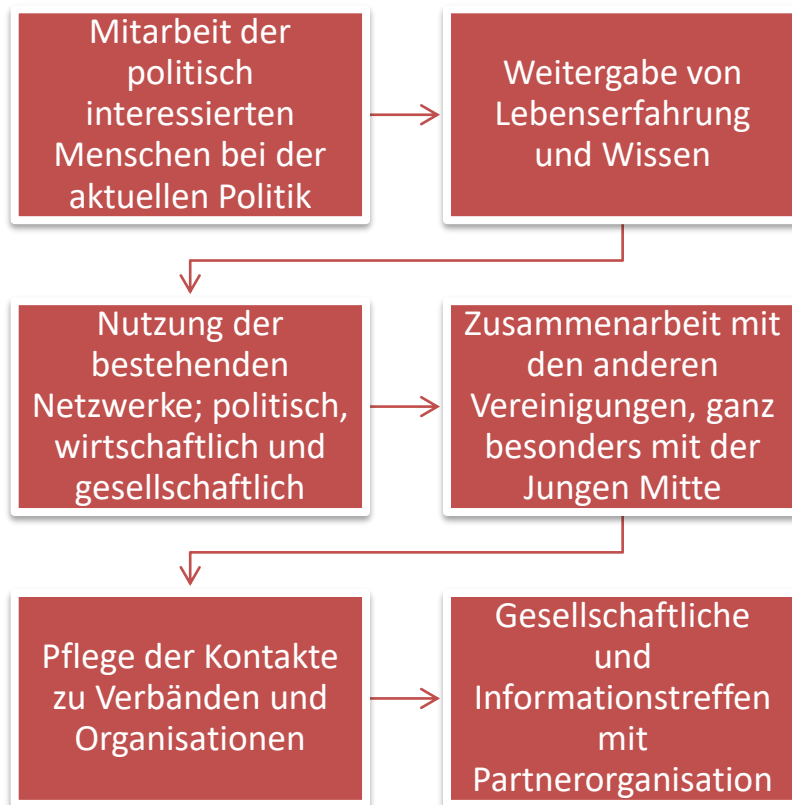 Mitarbeit der
politisch
interessierten
Menschen bei der
aktuellen Politik
Weitergabe von
Lebenserfahrung
und Wissen
Nutzung der
bestehenden
Netzwerke; politisch,
wirtschaftlich und
gesellschaftlich
Zusammenarbeit mit
den anderen
Vereinigungen, ganz
besonders mit der
Jungen Mitte
Pflege der Kontakte
zu Verbänden und
Organisationen
Gesellschaftliche
und
Informationstreffen
mit
Partnerorganisation